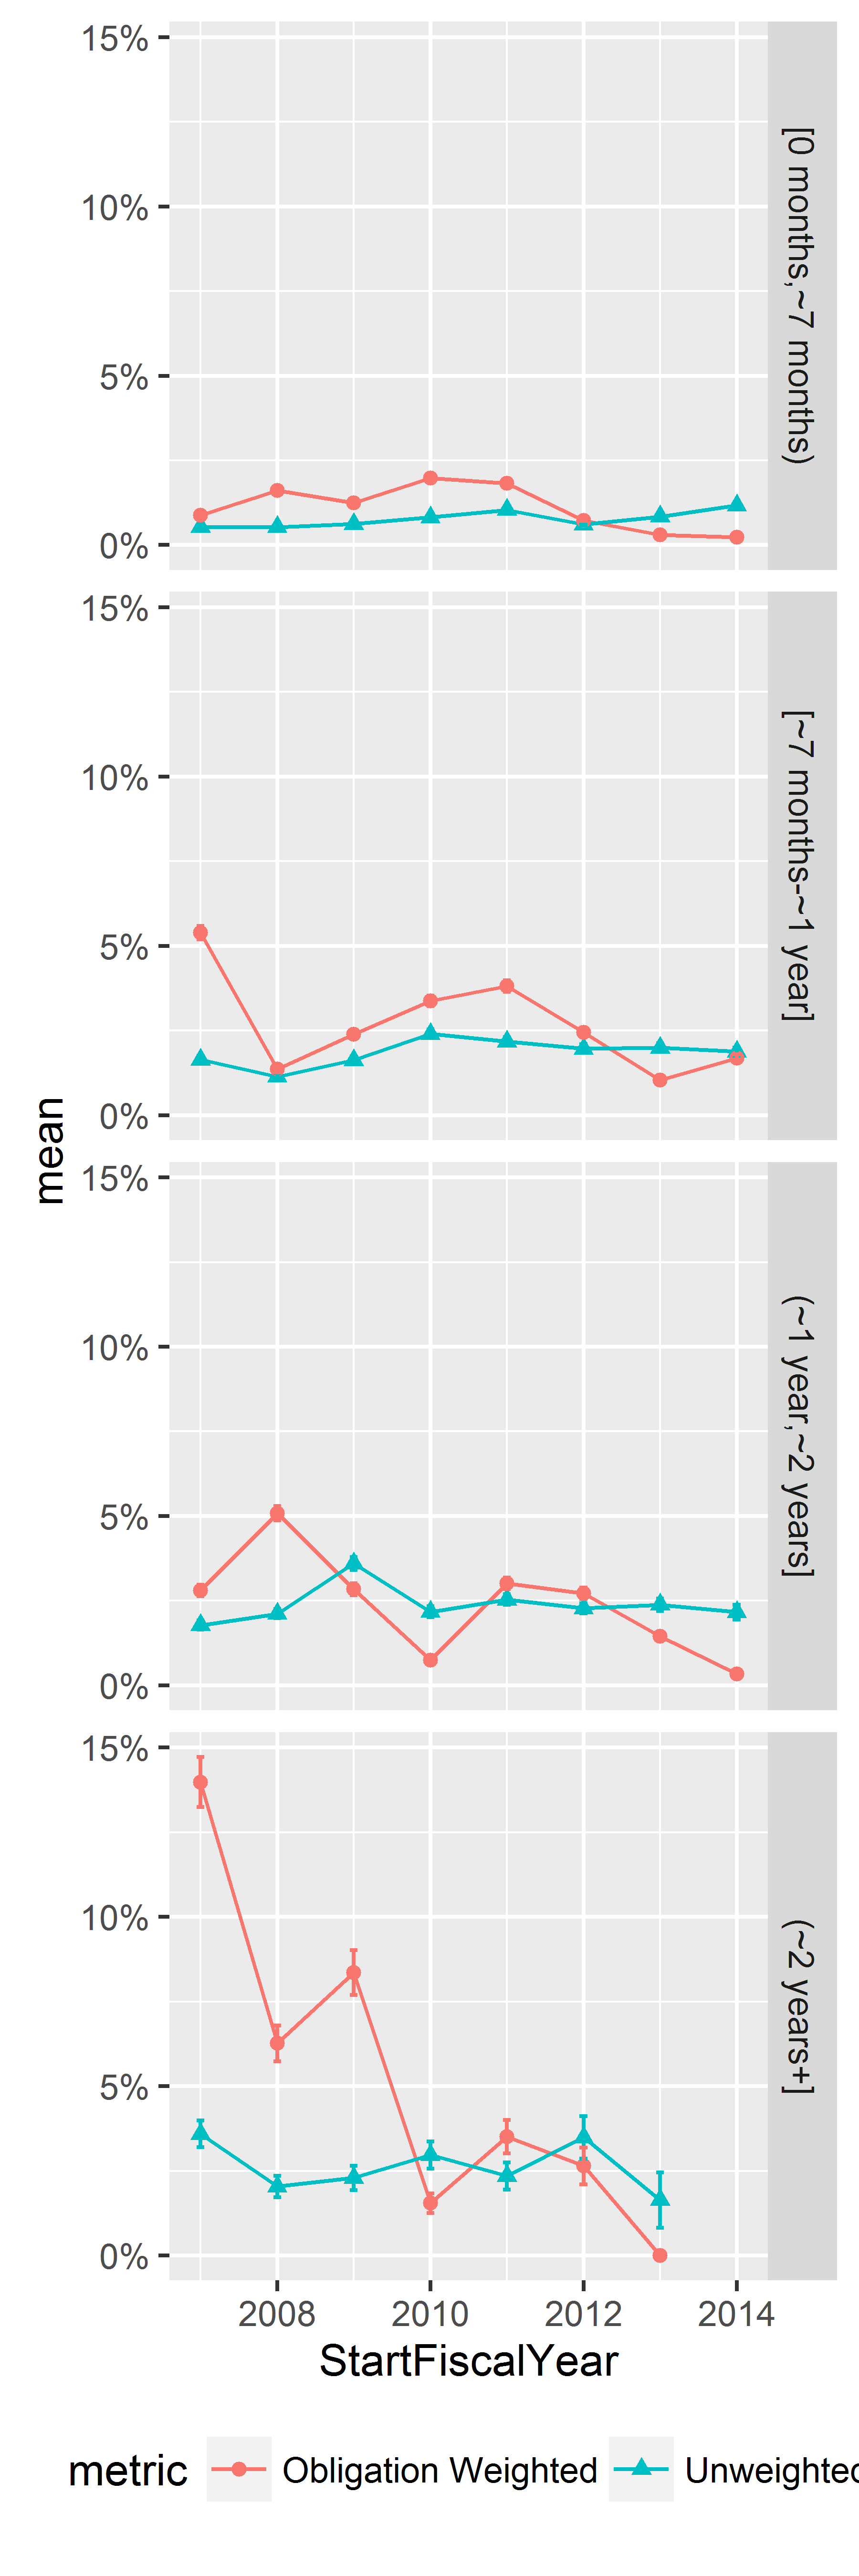 15%
10%
5%
0%
[0 months,~7 months)
15%
10%
5%
0%
[~7 months-~1 year]
mean
15%
10%
5%
0%
(~1 year,~2 years]
15%
10%
5%
0%
(~2 years+]
2008 2010 2012 2014
StartFiscalYear
metric Obligation Weighted Unweighted